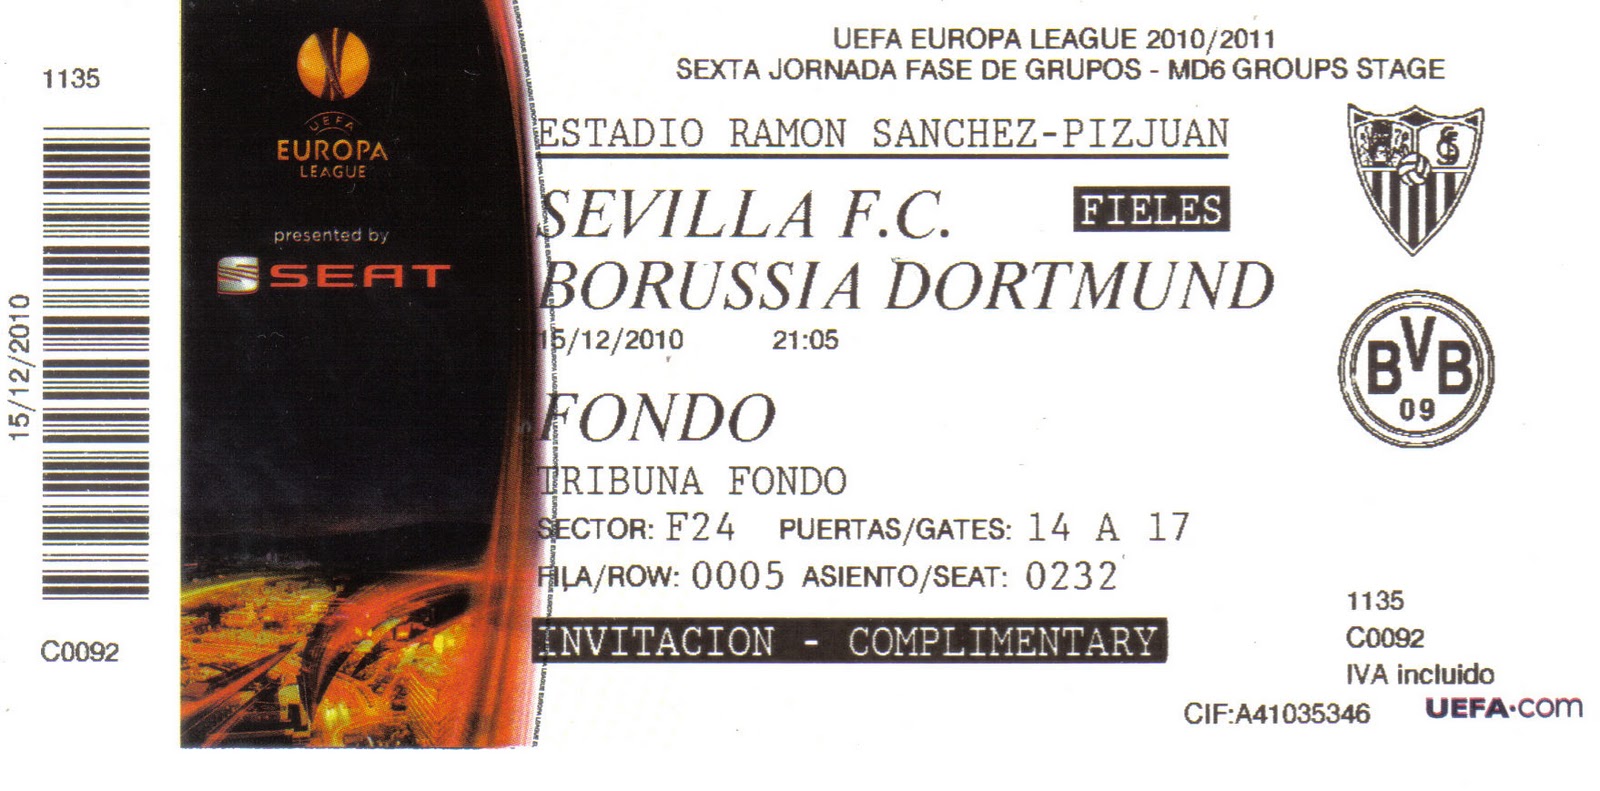 1135
15/12/2010
C0092
UEFA
EUROPA
LEAGUE
presented by
SEAT
UEFA EUROPA LEAGUE 2010/2011
SEXTA JORNADA FASE DE GRUPOS - MD6 GROUPS STAGE
ESTADIO RAMON SANCHEZ-PIZJUAN
SEVILLA F.C. FIELES
BORUSSIA DORTMUND
15/12/2010 21:05
FONDO
TRIBUNA FONDO
SECTOR: F24 PUERTAS/GATES: 14 A 17
FILA/ROW: 0005 ASIENTO/SEAT: 0232
INVITACION - COMPLIMENTARY
BVB
09
1135
C0092
IVA incluido
CIF:A41035346 UEFA.com